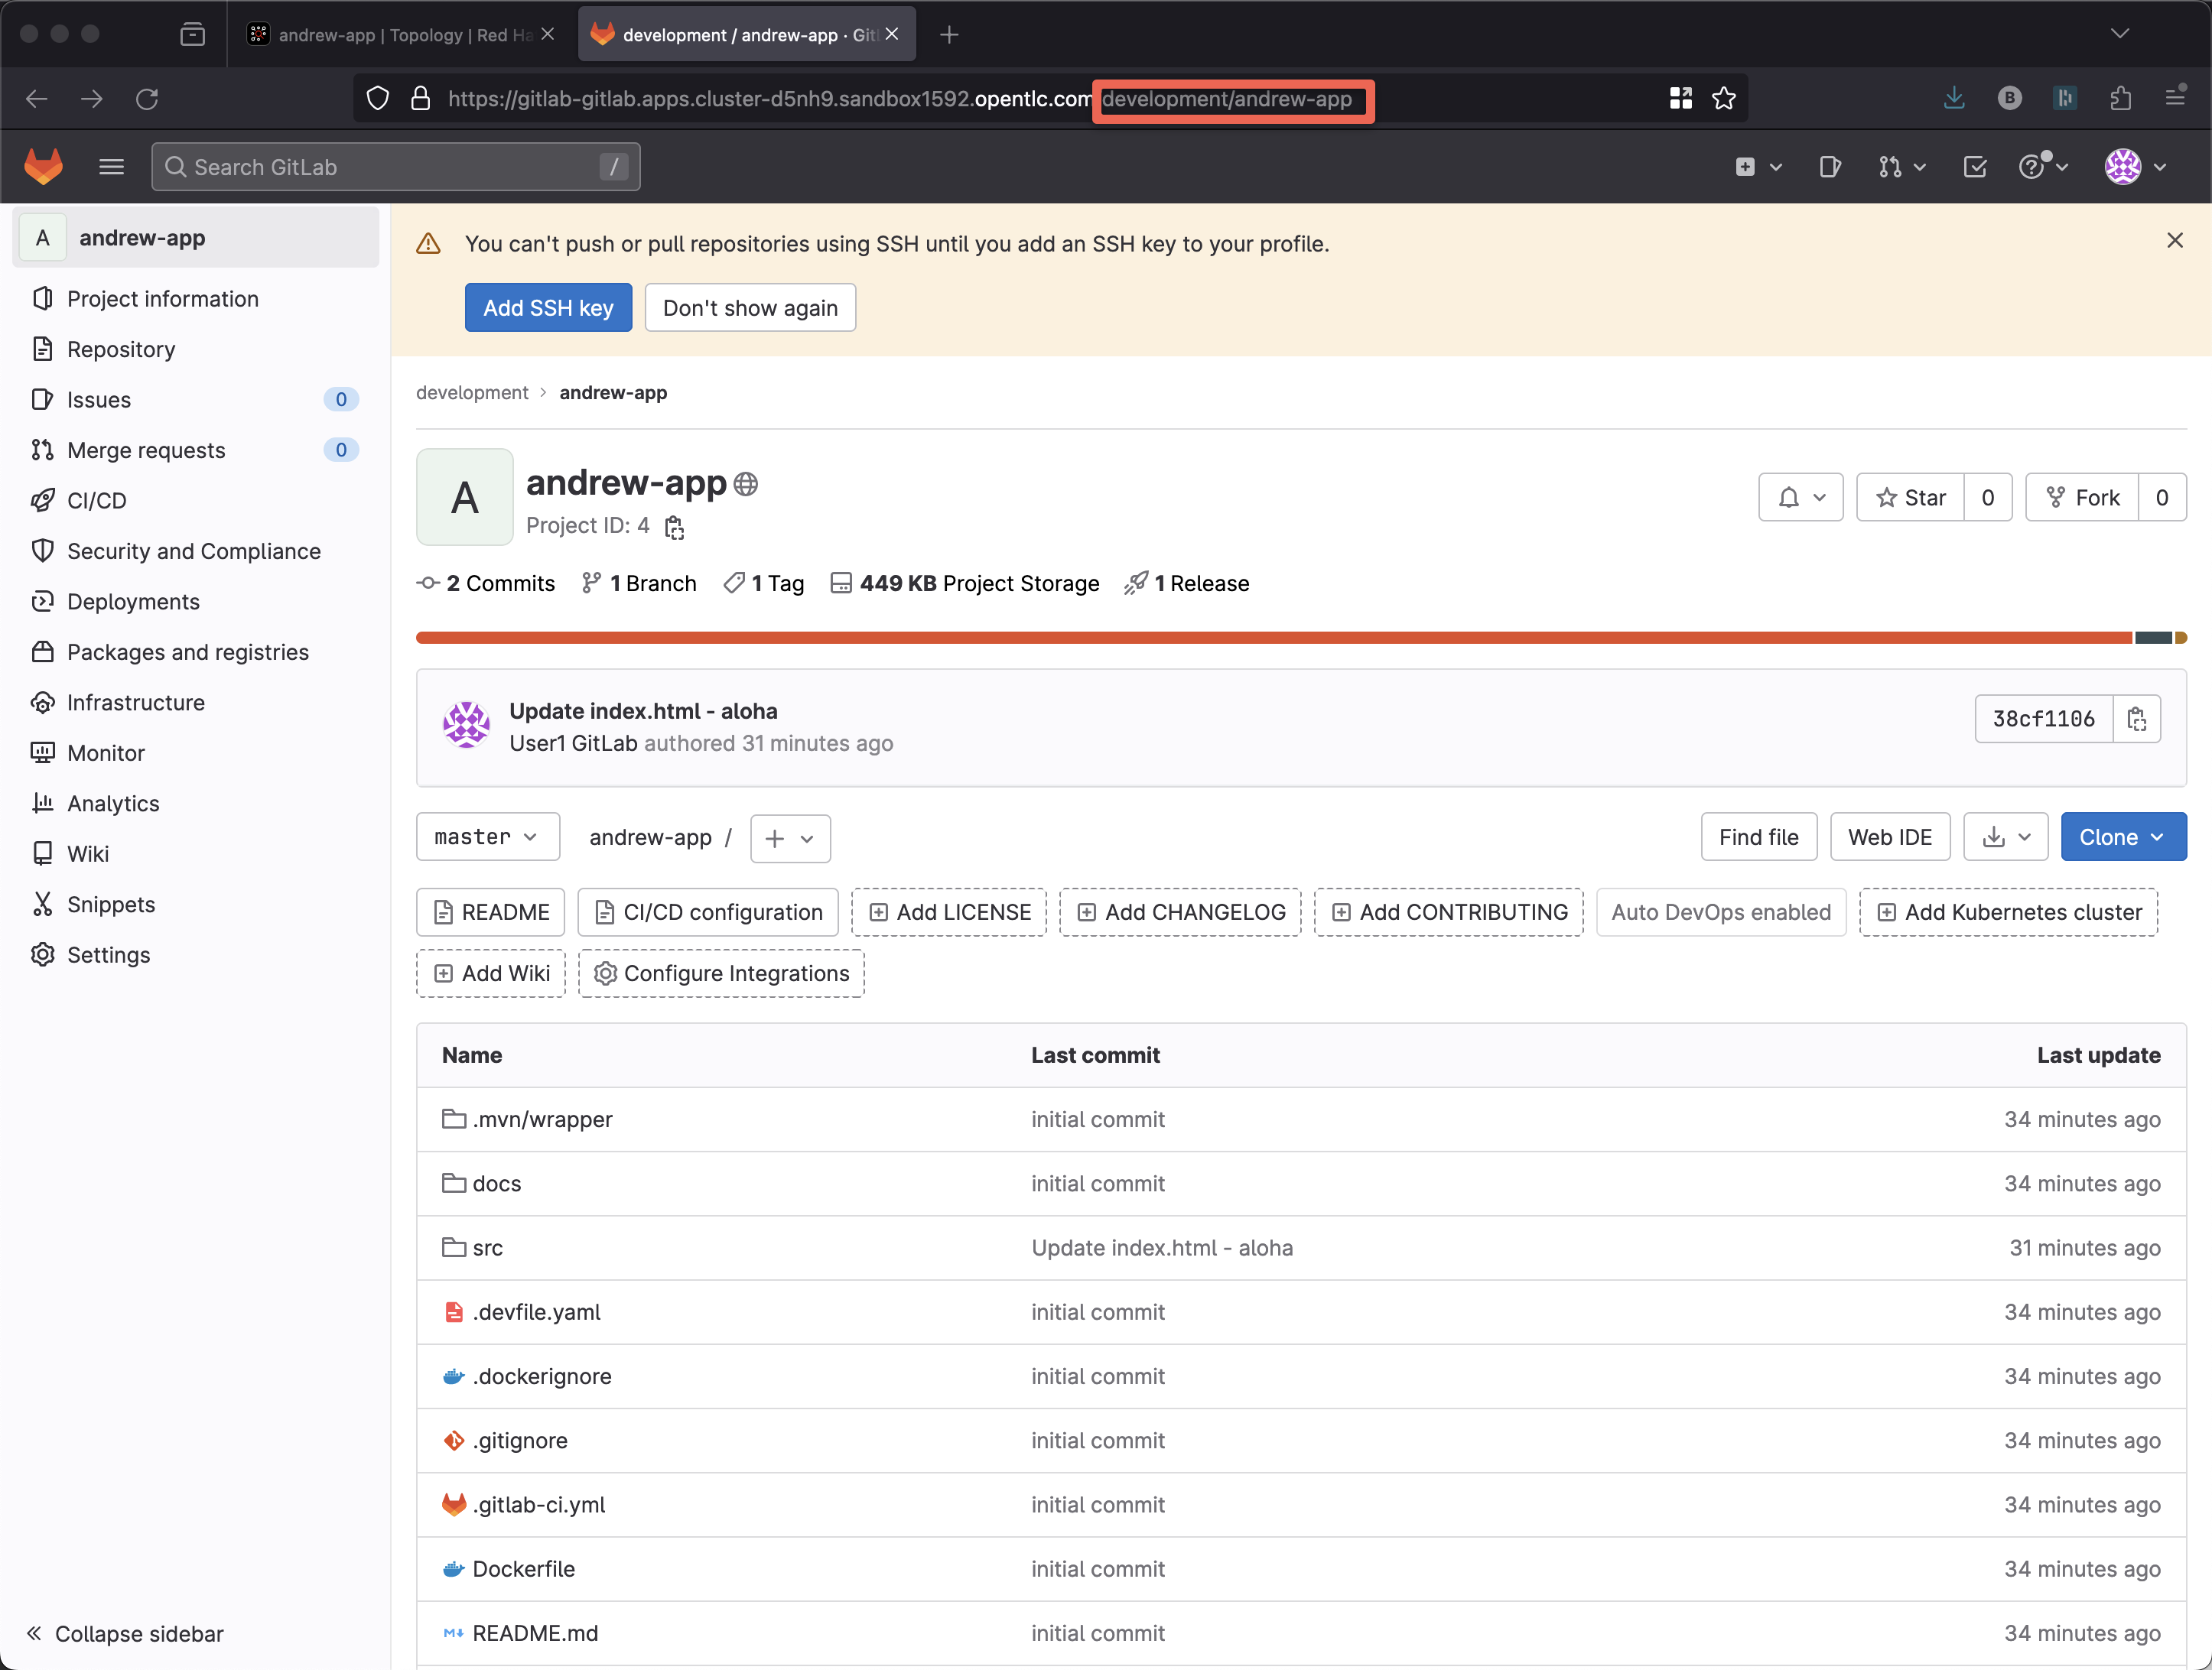 andrew-app | Topology | Red Ha
development / andrew-app · Git
https://gitlab-gitlab.apps.cluster-d5nh9.sandbox1592.opentlc.com
development/andrew-app
B
Search GitLab
/
A
andrew-app
Project information
Repository
Issues 0
Merge requests 0
CI/CD
Security and Compliance
Deployments
Packages and registries
Infrastructure
Monitor
Analytics
Wiki
Snippets
Settings
Collapse sidebar
You can't push or pull repositories using SSH until you add an SSH key to your profile.
Add SSH key
Don't show again
development > andrew-app
A
andrew-app
Project ID: 4
Star 0
Fork 0
2 Commits 1 Branch 1 Tag 449 KB Project Storage 1 Release
Update index.html - aloha
User1 GitLab authored 31 minutes ago
38cf1106
master
andrew-app /
Find file
Web IDE
Clone
README
CI/CD configuration
Add LICENSE
Add CHANGELOG
Add CONTRIBUTING
Auto DevOps enabled
Add Kubernetes cluster
Add Wiki
Configure Integrations
Name Last commit Last update
.mvn/wrapper initial commit 34 minutes ago
docs initial commit 34 minutes ago
src Update index.html - aloha 31 minutes ago
.devfile.yaml initial commit 34 minutes ago
.dockerignore initial commit 34 minutes ago
.gitignore initial commit 34 minutes ago
.gitlab-ci.yml initial commit 34 minutes ago
Dockerfile initial commit 34 minutes ago
README.md initial commit 34 minutes ago